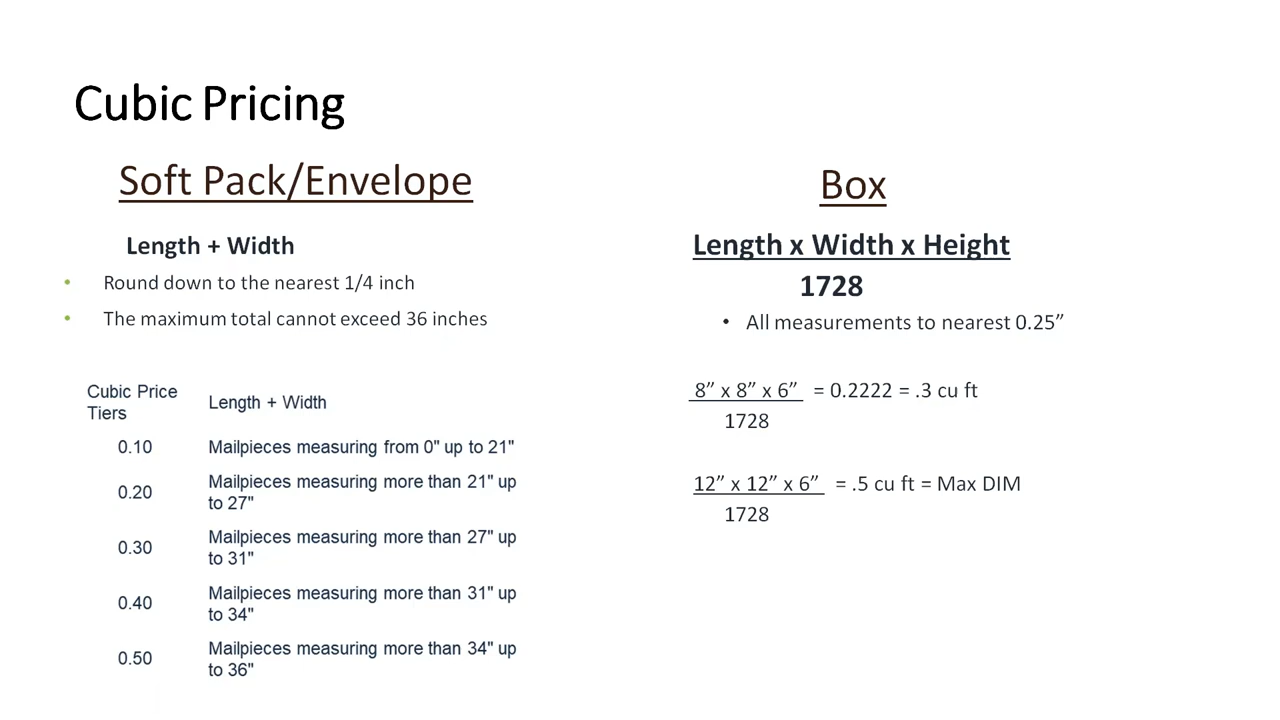 Cubic Pricing
Soft Pack/Envelope
Length + Width
• Round down to the nearest 1/4 inch
• The maximum total cannot exceed 36 inches
Cubic Price
Tiers
Length + Width
0.10 Mailpieces measuring from 0" up to 21"
0.20 Mailpieces measuring more than 21" up
to 27"
0.30 Mailpieces measuring more than 27" up
to 31"
0.40 Mailpieces measuring more than 31" up
to 34"
0.50 Mailpieces measuring more than 34" up
to 36"
Box
Length x Width x Height
1728
• All measurements to nearest 0.25”
8” x 8” x 6” = 0.2222 = .3 cu ft
1728
12” x 12” x 6” = .5 cu ft = Max DIM
1728